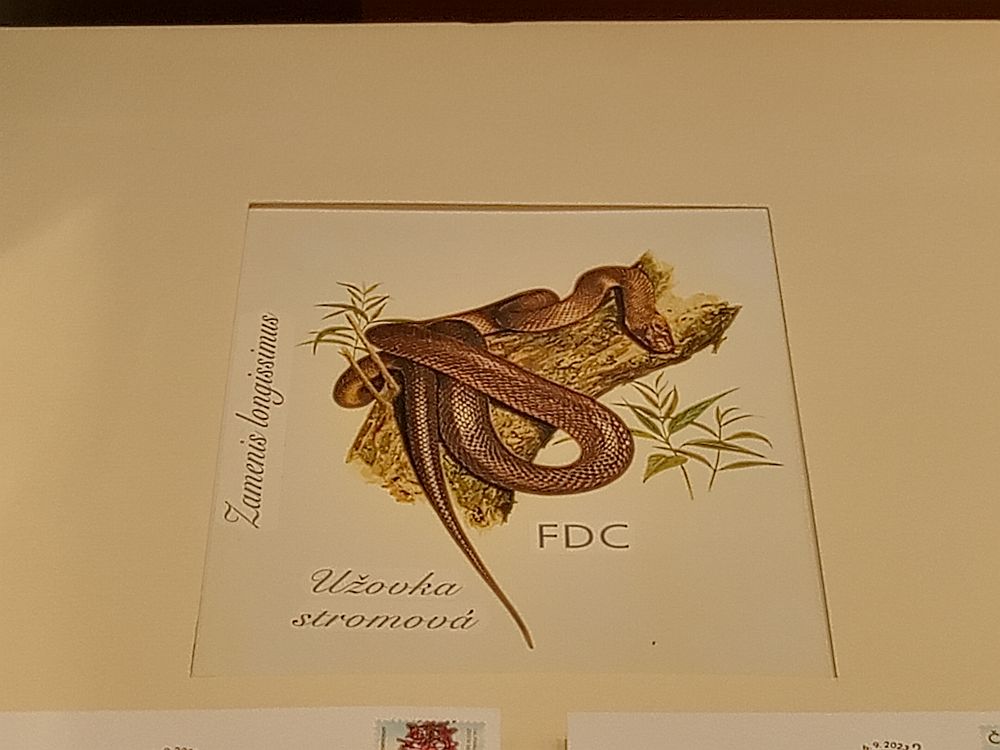 Zamenis longissimus
FDC
Užovka
stromová